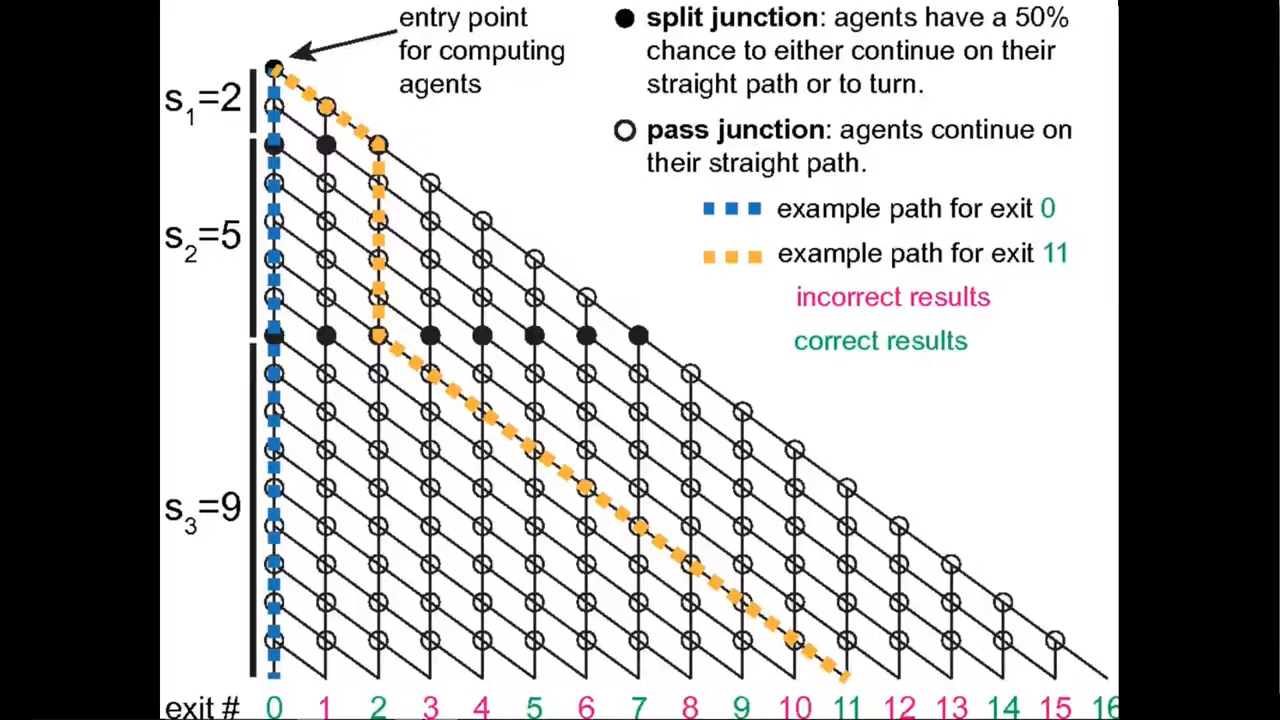 entry point
for computing
agents
split junction: agents have a 50%
chance to either continue on their
straight path or to turn.
pass junction: agents continue on
their straight path.
example path for exit 0
example path for exit 11
incorrect results
correct results
s1=2
s2=5
s3=9
exit # 0 1 2 3 4 5 6 7 8 9 10 11 12 13 14 15 16